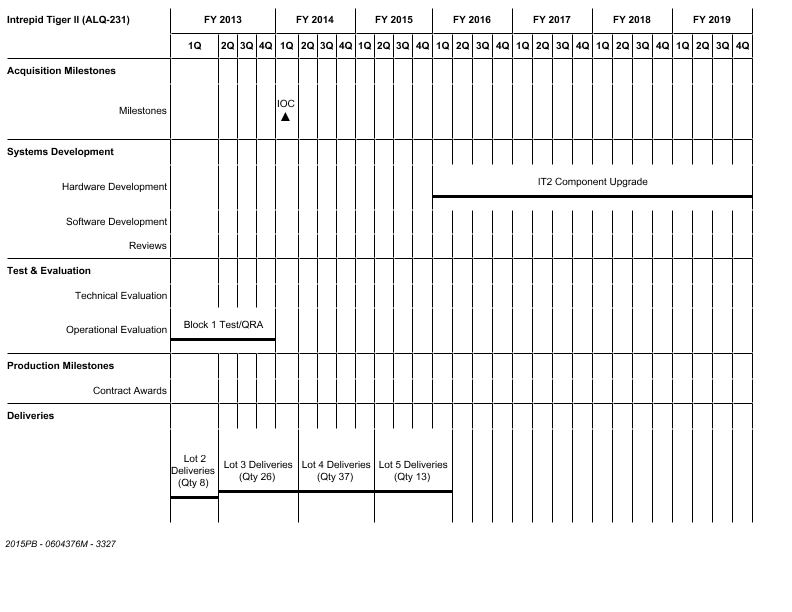 Intrepid Tiger II (ALQ-231) FY 2013 FY 2014 FY 2015 FY 2016 FY 2017 FY 2018 FY 2019
1Q 2Q 3Q 4Q 1Q 2Q 3Q 4Q 1Q 2Q 3Q 4Q 1Q 2Q 3Q 4Q 1Q 2Q 3Q 4Q 1Q 2Q 3Q 4Q 1Q 2Q 3Q 4Q
Acquisition Milestones
IOC
Milestones
Systems Development
IT2 Component Upgrade
Hardware Development
Software Development
Reviews
Test & Evaluation
Technical Evaluation
Block 1 Test/QRA
Operational Evaluation
Production Milestones
Contract Awards
Deliveries
Lot 2
Deliveries
(Qty 8)
Lot 3 Deliveries
(Qty 26)
Lot 4 Deliveries
(Qty 37)
Lot 5 Deliveries
(Qty 13)
2015PB - 0604376M - 3327